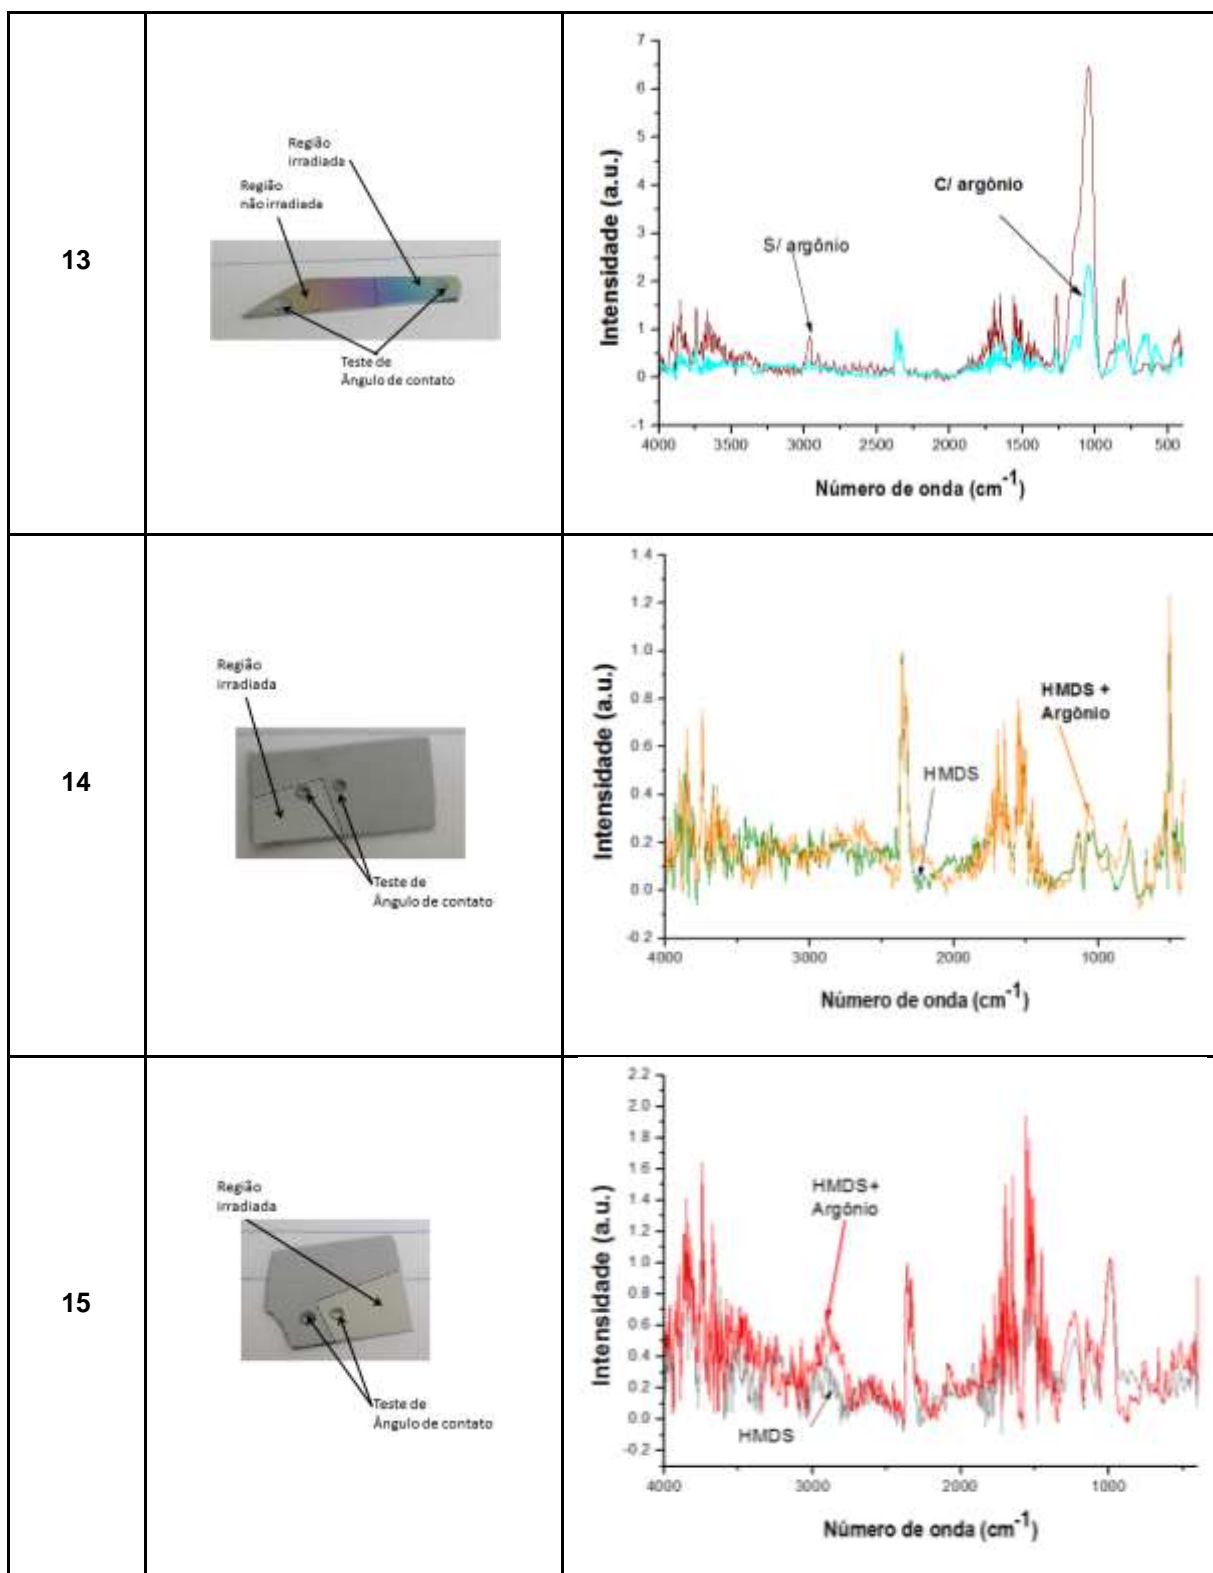 13
Região
irradiada
Região
não irradiada
Teste de
Ângulo de contato
7
6
5
4
3
2
1
0
-1
Intensidade (a.u.)
S/ argônio
C/ argônio
4000 3500 3000 2500 2000 1500 1000 500
Número de onda (cm-1)
14
Região
irradiada
Teste de
Ângulo de contato
1.4
1.2
1.0
0.8
0.6
0.4
0.2
0.0
-0.2
Intensidade (a.u.)
HMDS +
Argônio
HMDS
4000 3000 2000 1000
Número de onda (cm-1)
15
Região
irradiada
Teste de
Ângulo de contato
2.2
2.0
1.8
1.6
1.4
1.2
1.0
0.8
0.6
0.4
0.2
0.0
-0.2
Intensidade (a.u.)
HMDS+
Argônio
HMDS
4000 3000 2000 1000
Número de onda (cm-1)